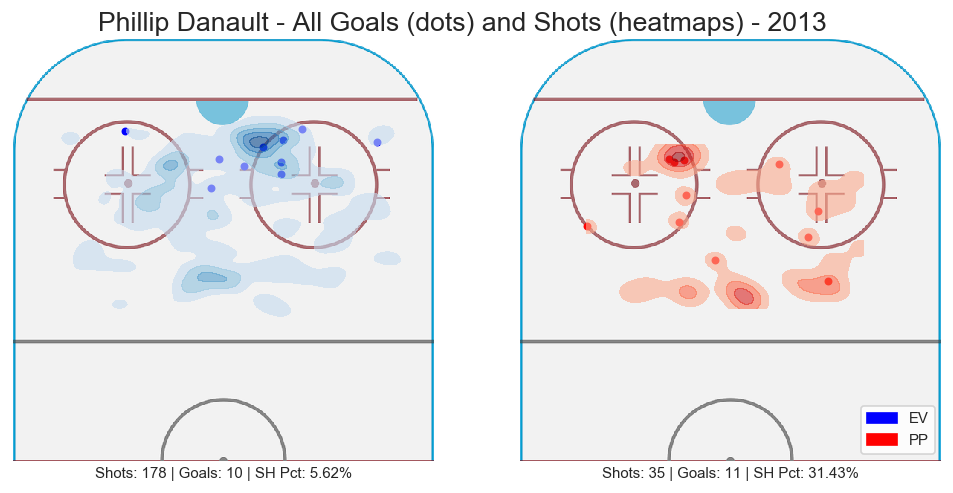 Phillip Danault - All Goals (dots) and Shots (heatmaps) - 2013
EV
PP
Shots: 178 | Goals: 10 | SH Pct: 5.62%
Shots: 35 | Goals: 11 | SH Pct: 31.43%